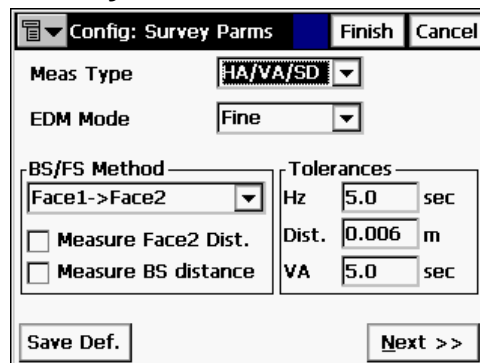 Config: Survey Parms Finish Cancel
Meas Type HA/VA/SD
EDM Mode Fine
BS/FS Method
Face1->Face2
Measure Face2 Dist.
Measure BS distance
Tolerances
Hz 5.0 sec
Dist. 0.006 m
VA 5.0 sec
Save Def. Next >>